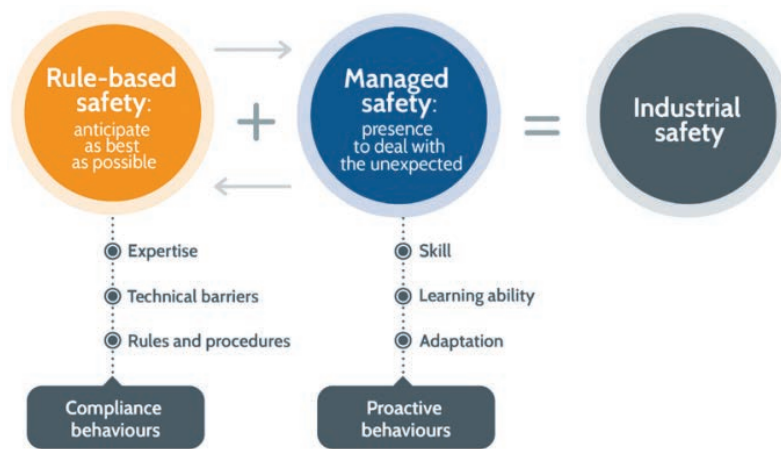 Rule-based
safety:
anticipate
as best
as possible
+
Managed
safety:
presence
to deal with
the unexpected
=
Industrial
safety
Expertise
Technical barriers
Rules and procedures
Compliance
behaviours
Skill
Learning ability
Adaptation
Proactive
behaviours